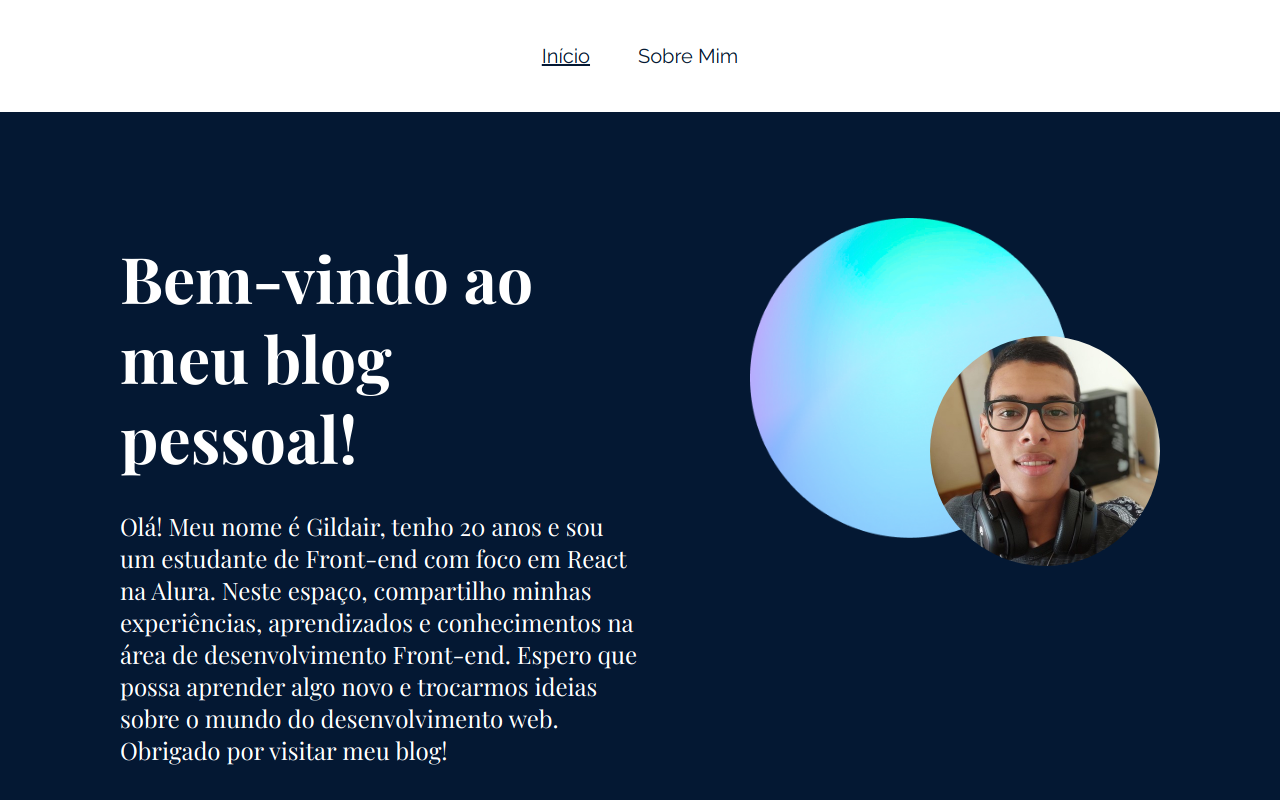 Início Sobre Mim
Bem-vindo ao
meu blog
pessoal!
Olá! Meu nome é Gildair, tenho 20 anos e sou
um estudante de Front-end com foco em React
na Alura. Neste espaço, compartilho minhas
experiências, aprendizados e conhecimentos na
área de desenvolvimento Front-end. Espero que
possa aprender algo novo e trocarmos ideias
sobre o mundo do desenvolvimento web.
Obrigado por visitar meu blog!